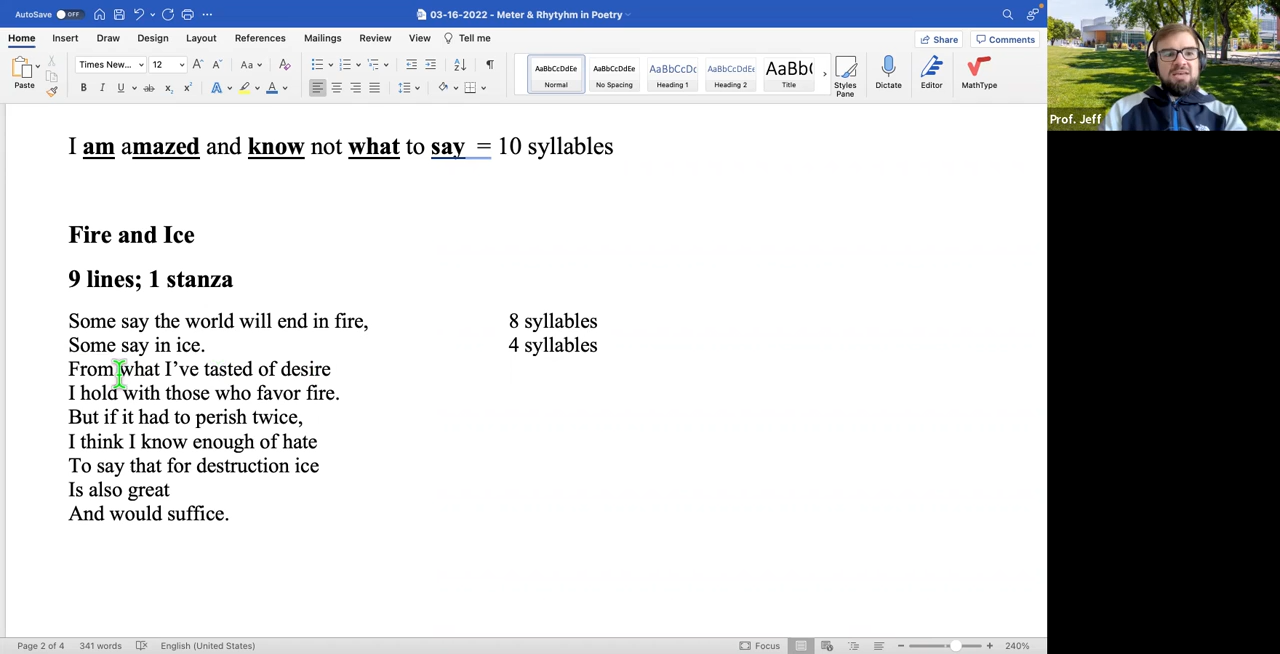 AutoSave OFF 03-16-2022 - Meter & Rhytyhm in Poetry
Home Insert Draw Design Layout References Mailings Review View Tell me Share Comments
Paste Times New... 12 Aa AaBbCcDdEe Normal AaBbCcDdEe No Spacing AaBbCcDc Heading 1 AaBbCcDdEe Heading 2 AaBb( Title Styles Pane Dictate Editor MathType
Prof. Jeff
I am amazed and know not what to say = 10 syllables
Fire and Ice
9 lines; 1 stanza
Some say the world will end in fire, 8 syllables
Some say in ice. 4 syllables
From what I’ve tasted of desire
I hold with those who favor fire.
But if it had to perish twice,
I think I know enough of hate
To say that for destruction ice
Is also great
And would suffice.
Page 2 of 4 341 words English (United States) Focus 240%